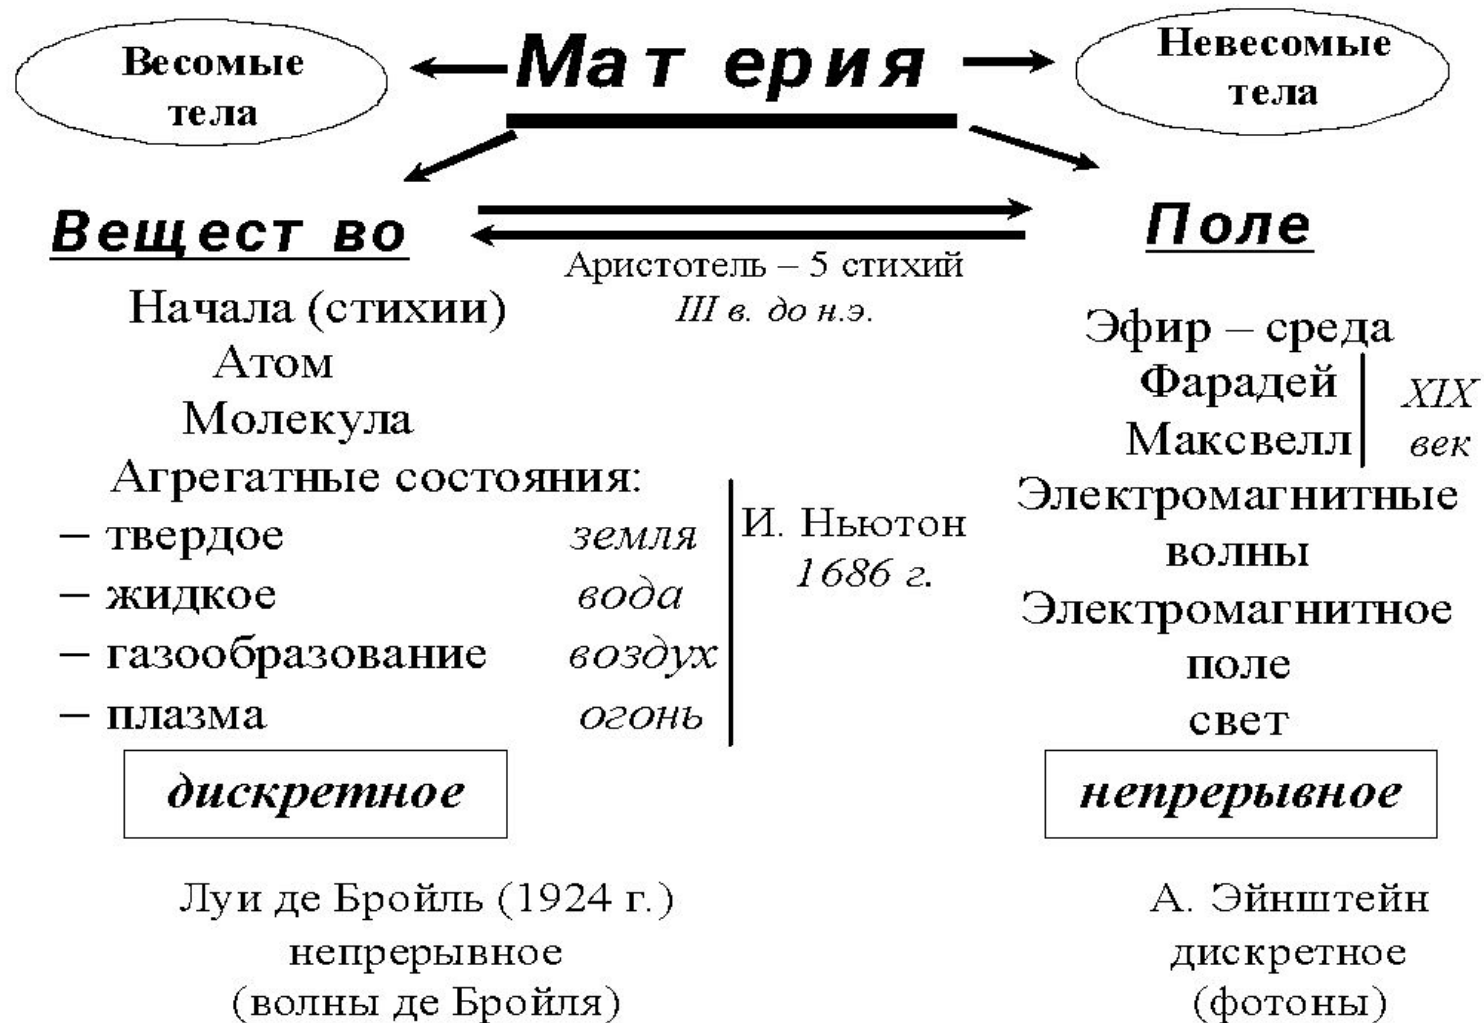 Весомые
тела
Мат ерия
Невесомые
тела
Вещест во
Поле
Аристотель – 5 стихий
III в. до н.э.
Начала (стихии)
Атом
Молекула
Агрегатные состояния:
– твердое земля
– жидкое вода
– газообразование воздух
– плазма огонь
И. Ньютон
1686 г.
Эфир – среда
Фарадей
Максвелл
XIX
век
Электромагнитные
волны
Электромагнитное
поле
свет
дискретное
непрерывное
Луи де Бройль (1924 г.)
непрерывное
(волны де Бройля)
А. Эйнштейн
дискретное
(фотоны)